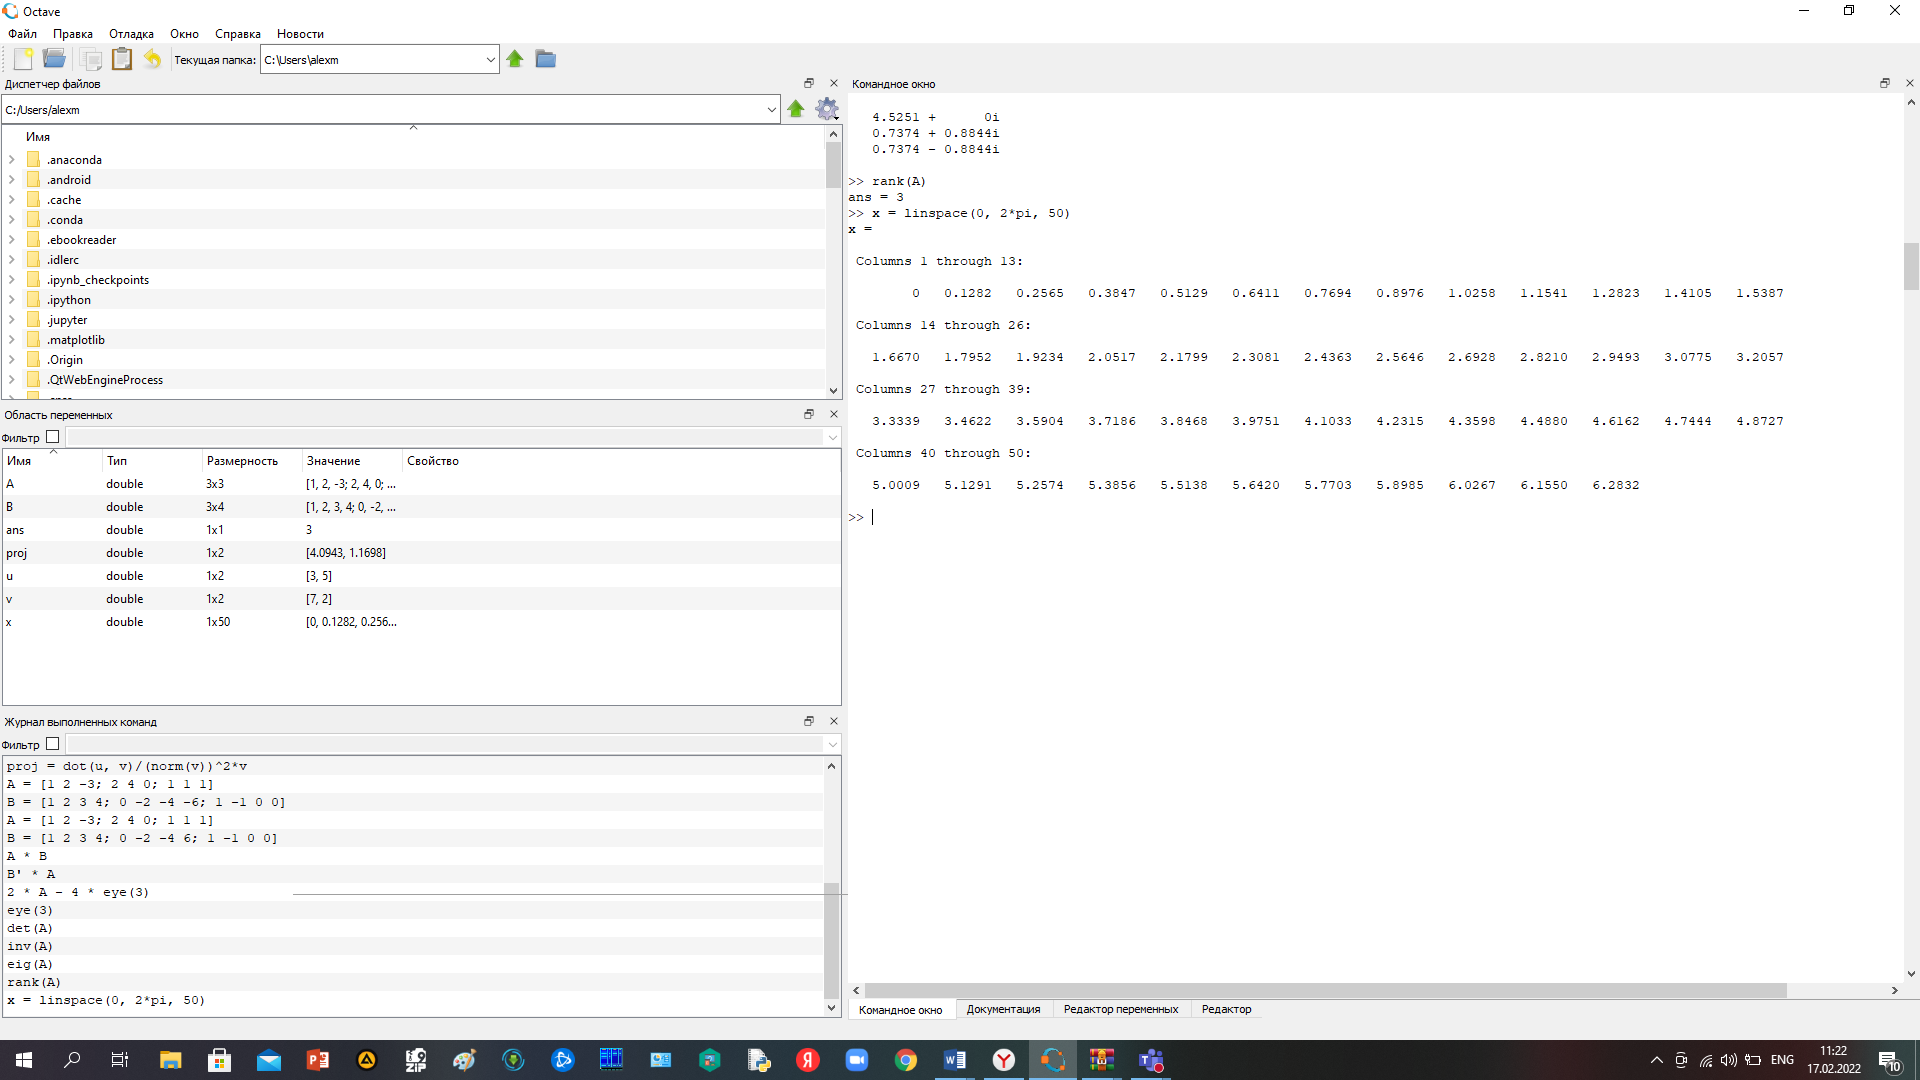 Octave
Файл Правка Отладка Окно Справка Новости
Текущая папка: C:\Users\alexm
Диспетчер файлов
C:/Users/alexm
Имя
.anaconda
.android
.cache
.conda
.ebookreader
.idlerc
.ipynb_checkpoints
.ipython
.jupyter
.matplotlib
.Origin
.QtWebEngineProcess
Область переменных
Фильтр
Имя Тип Размерность Значение Свойство
A double 3x3 [1, 2, -3; 2, 4, 0; ...
B double 3x4 [1, 2, 3, 4; 0, -2, ...
ans double 1x1 3
proj double 1x2 [4.0943, 1.1698]
u double 1x2 [3, 5]
v double 1x2 [7, 2]
x double 1x50 [0, 0.1282, 0.256...
Журнал выполненных команд
Фильтр
proj = dot(u, v)/(norm(v))^2*v
A = [1 2 -3; 2 4 0; 1 1 1]
B = [1 2 3 4; 0 -2 -4 -6; 1 -1 0 0]
A = [1 2 -3; 2 4 0; 1 1 1]
B = [1 2 3 4; 0 -2 -4 6; 1 -1 0 0]
A * B
B' * A
2 * A - 4 * eye(3)
eye(3)
det(A)
inv(A)
eig(A)
rank(A)
x = linspace(0, 2*pi, 50)
Командное окно
4.5251 + 0i
0.7374 + 0.8844i
0.7374 - 0.8844i
>> rank(A)
ans = 3
>> x = linspace(0, 2*pi, 50)
x =
Columns 1 through 13:
0 0.1282 0.2565 0.3847 0.5129 0.6411 0.7694 0.8976 1.0258 1.1541 1.2823 1.4105 1.5387
Columns 14 through 26:
1.6670 1.7952 1.9234 2.0517 2.1799 2.3081 2.4363 2.5646 2.6928 2.8210 2.9493 3.0775 3.2057
Columns 27 through 39:
3.3339 3.4622 3.5904 3.7186 3.8468 3.9751 4.1033 4.2315 4.3598 4.4880 4.6162 4.7444 4.8727
Columns 40 through 50:
5.0009 5.1291 5.2574 5.3856 5.5138 5.6420 5.7703 5.8985 6.0267 6.1550 6.2832
>>
Командное окно Документация Редактор переменных Редактор
ENG
11:22
17.02.2022
10